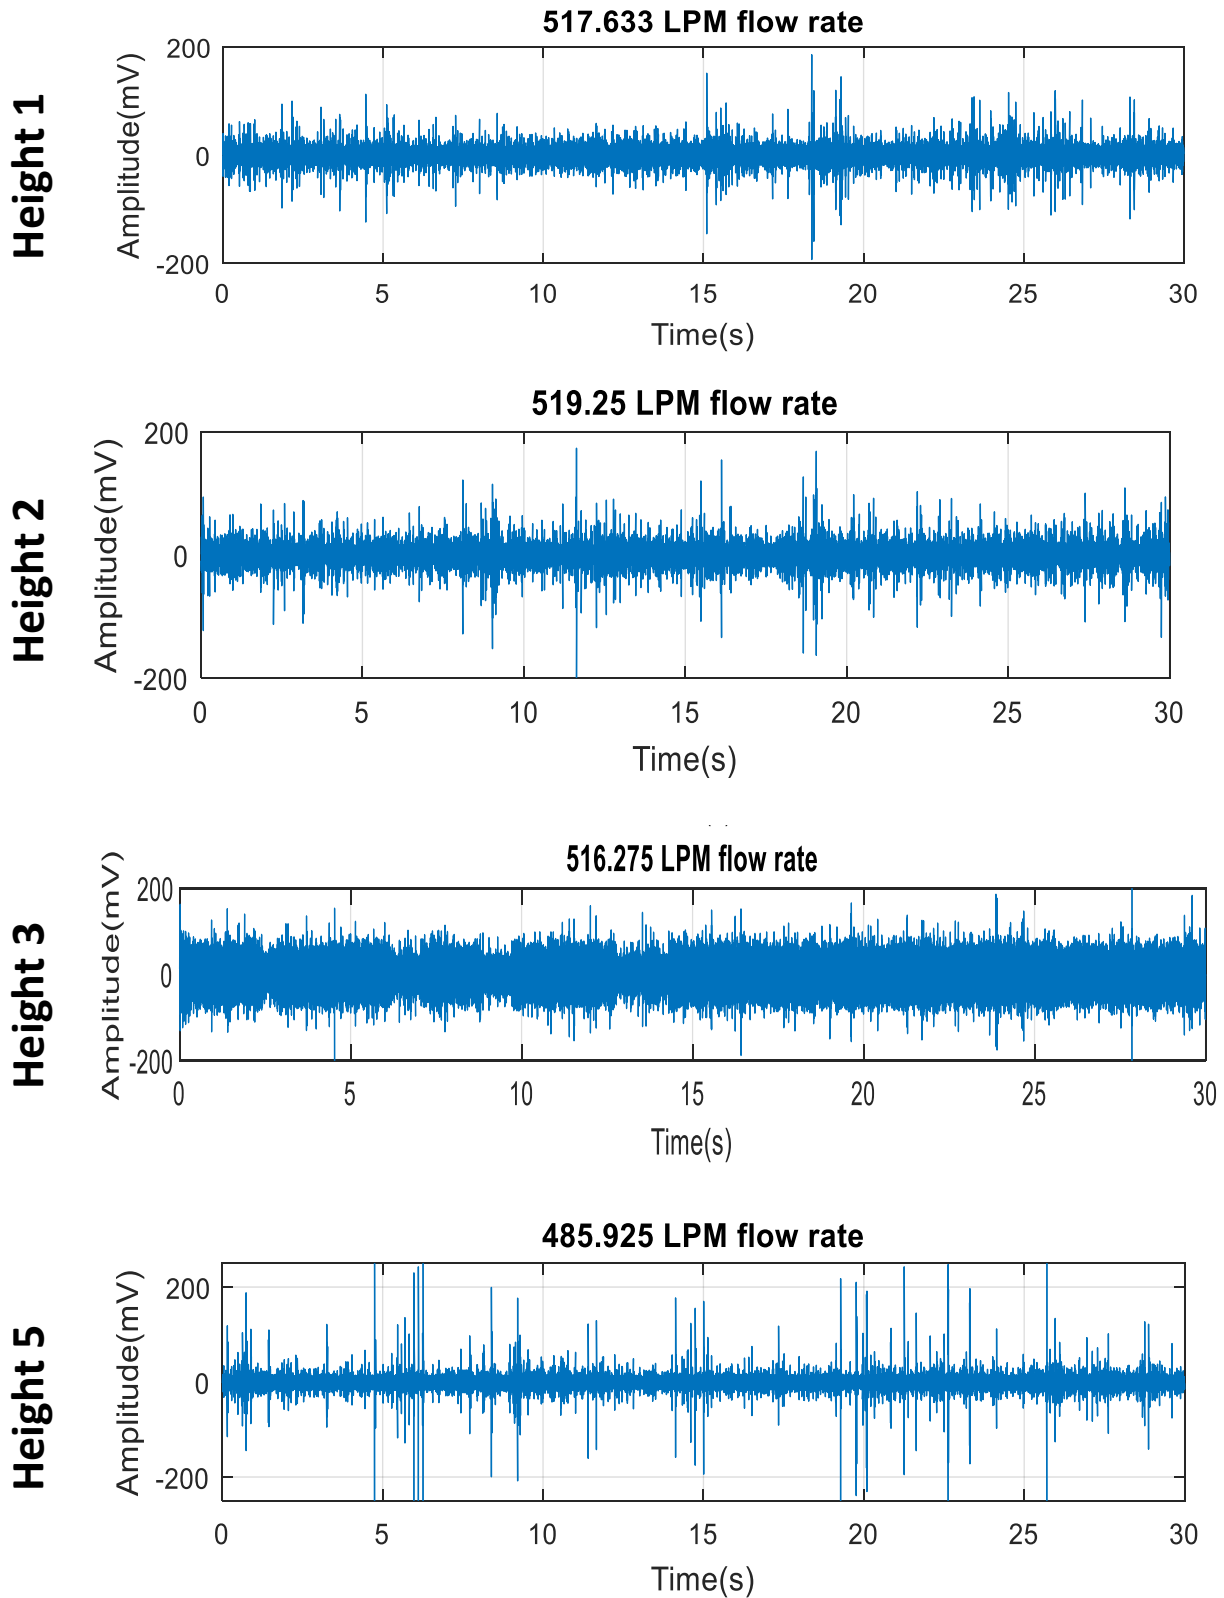 517.633 LPM flow rate
Height 1
Amplitude(mV)
200
0
-200
0 5 10 15 20 25 30
Time(s)
519.25 LPM flow rate
Height 2
Amplitude(mV)
200
0
-200
0 5 10 15 20 25 30
Time(s)
516.275 LPM flow rate
Height 3
Amplitude(mV)
200
0
-200
0 5 10 15 20 25 30
Time(s)
485.925 LPM flow rate
Height 5
Amplitude(mV)
200
0
-200
0 5 10 15 20 25 30
Time(s)